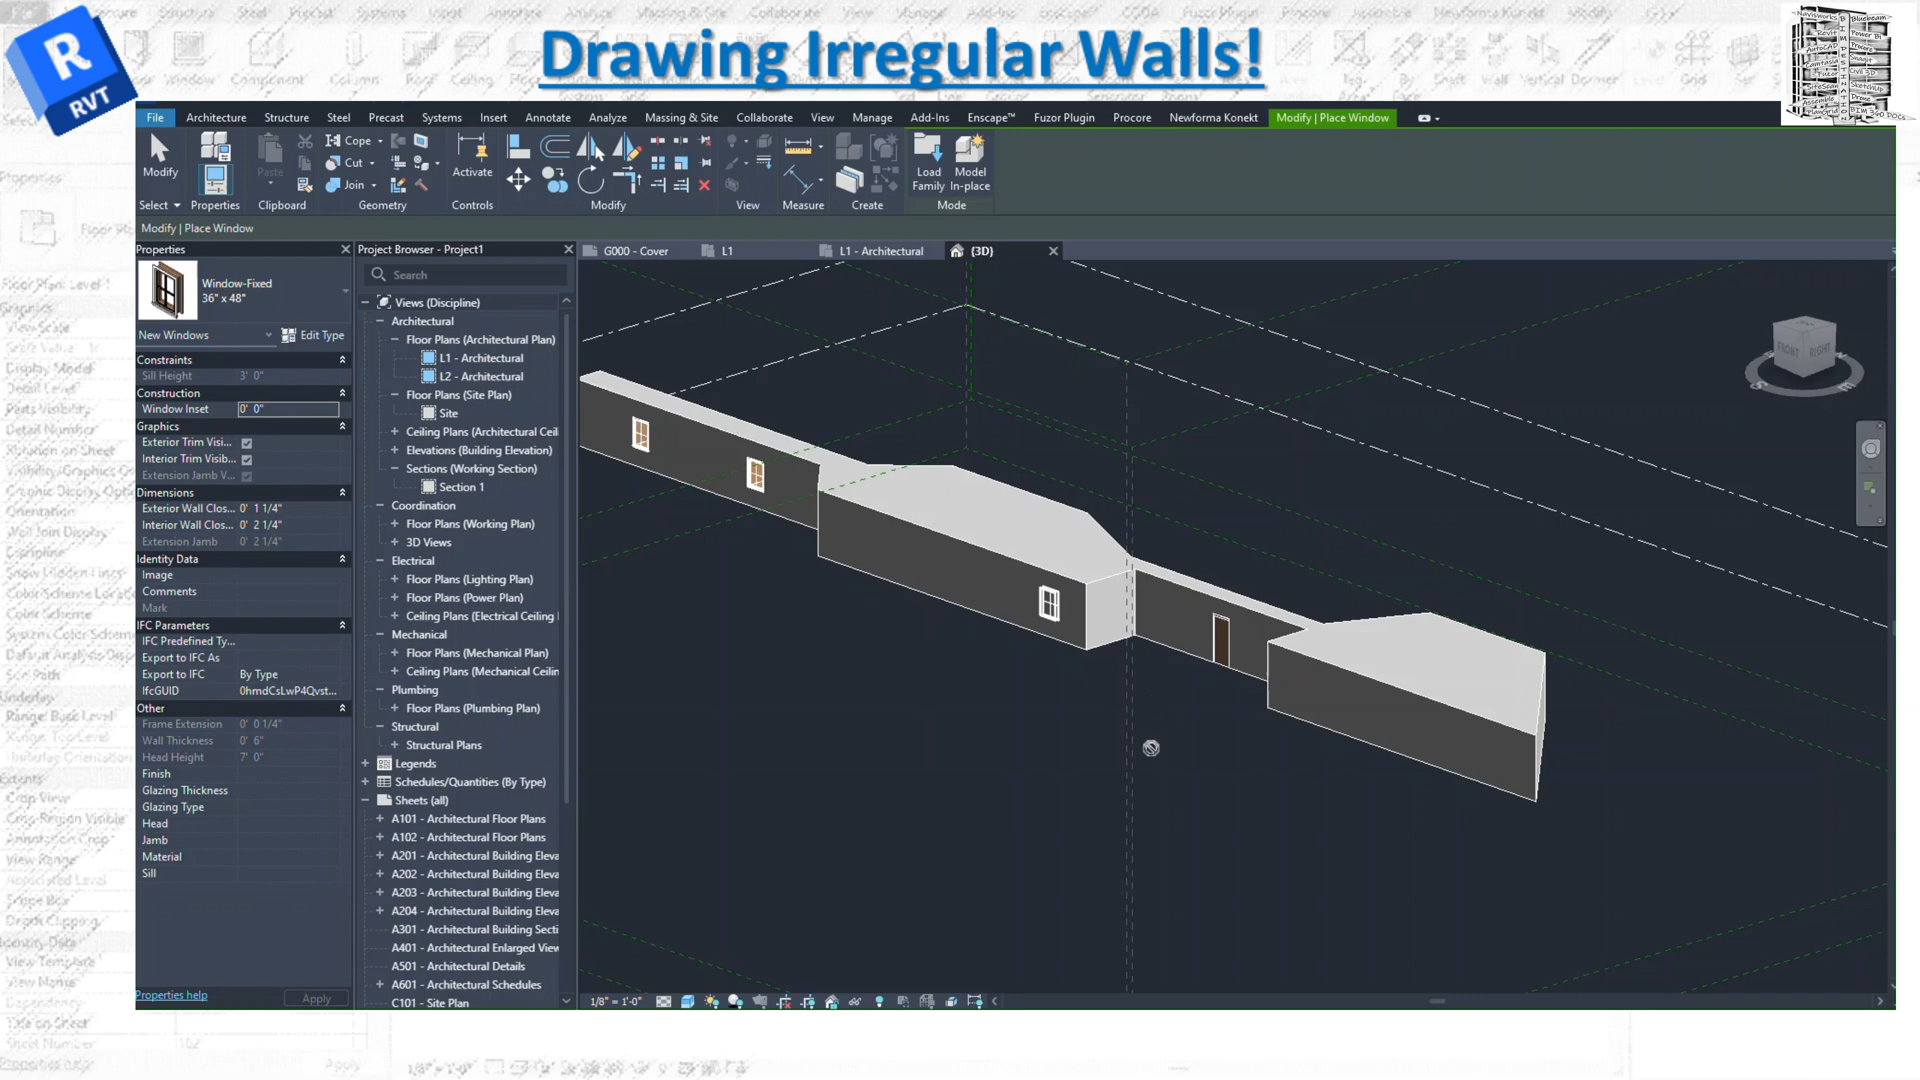 Drawing Irregular Walls!
R
RVT
File Architecture Structure Steel Precast Systems Insert Annotate Analyze Massing & Site Collaborate View Manage Add-Ins Enscape™ Fuzor Plugin Procore Newforma Konekt Modify | Place Window
Modify
Paste
Cope
Cut
Join
Activate
Load Family
Model In-place
Select Properties Clipboard Geometry Controls Modify View Measure Create Mode
Modify | Place Window
Properties
Window-Fixed
36" x 48"
New Windows Edit Type
Constraints
Sill Height 3' 0"
Construction
Window Inset 0' 0"
Graphics
Exterior Trim Visi...
Interior Trim Visib...
Extension Jamb V...
Dimensions
Exterior Wall Clos... 0' 1 1/4"
Interior Wall Clos... 0' 2 1/4"
Extension Jamb 0' 2 1/4"
Identity Data
Image
Comments
Mark
IFC Parameters
IFC Predefined Ty...
Export to IFC As
Export to IFC By Type
IfcGUID 0hmdCsLwP4Qvst...
Other
Frame Extension 0' 0 1/4"
Wall Thickness 0' 6"
Head Height 7' 0"
Finish
Glazing Thickness
Glazing Type
Head
Jamb
Material
Sill
Properties help Apply
Project Browser - Project1
Search
Views (Discipline)
Architectural
Floor Plans (Architectural Plan)
L1 - Architectural
L2 - Architectural
Floor Plans (Site Plan)
Site
Ceiling Plans (Architectural Ceil
Elevations (Building Elevation)
Sections (Working Section)
Section 1
Coordination
Floor Plans (Working Plan)
3D Views
Electrical
Floor Plans (Lighting Plan)
Floor Plans (Power Plan)
Ceiling Plans (Electrical Ceiling
Mechanical
Floor Plans (Mechanical Plan)
Ceiling Plans (Mechanical Ceilin
Plumbing
Floor Plans (Plumbing Plan)
Structural
Structural Plans
Legends
Schedules/Quantities (By Type)
Sheets (all)
A101 - Architectural Floor Plans
A102 - Architectural Floor Plans
A201 - Architectural Building Eleva
A202 - Architectural Building Eleva
A203 - Architectural Building Eleva
A204 - Architectural Building Eleva
A301 - Architectural Building Secti
A401 - Architectural Enlarged View
A501 - Architectural Details
A601 - Architectural Schedules
C101 - Site Plan
G000 - Cover L1 L1 - Architectural (3D)
FRONT RIGHT
S E
1/8" = 1'-0"